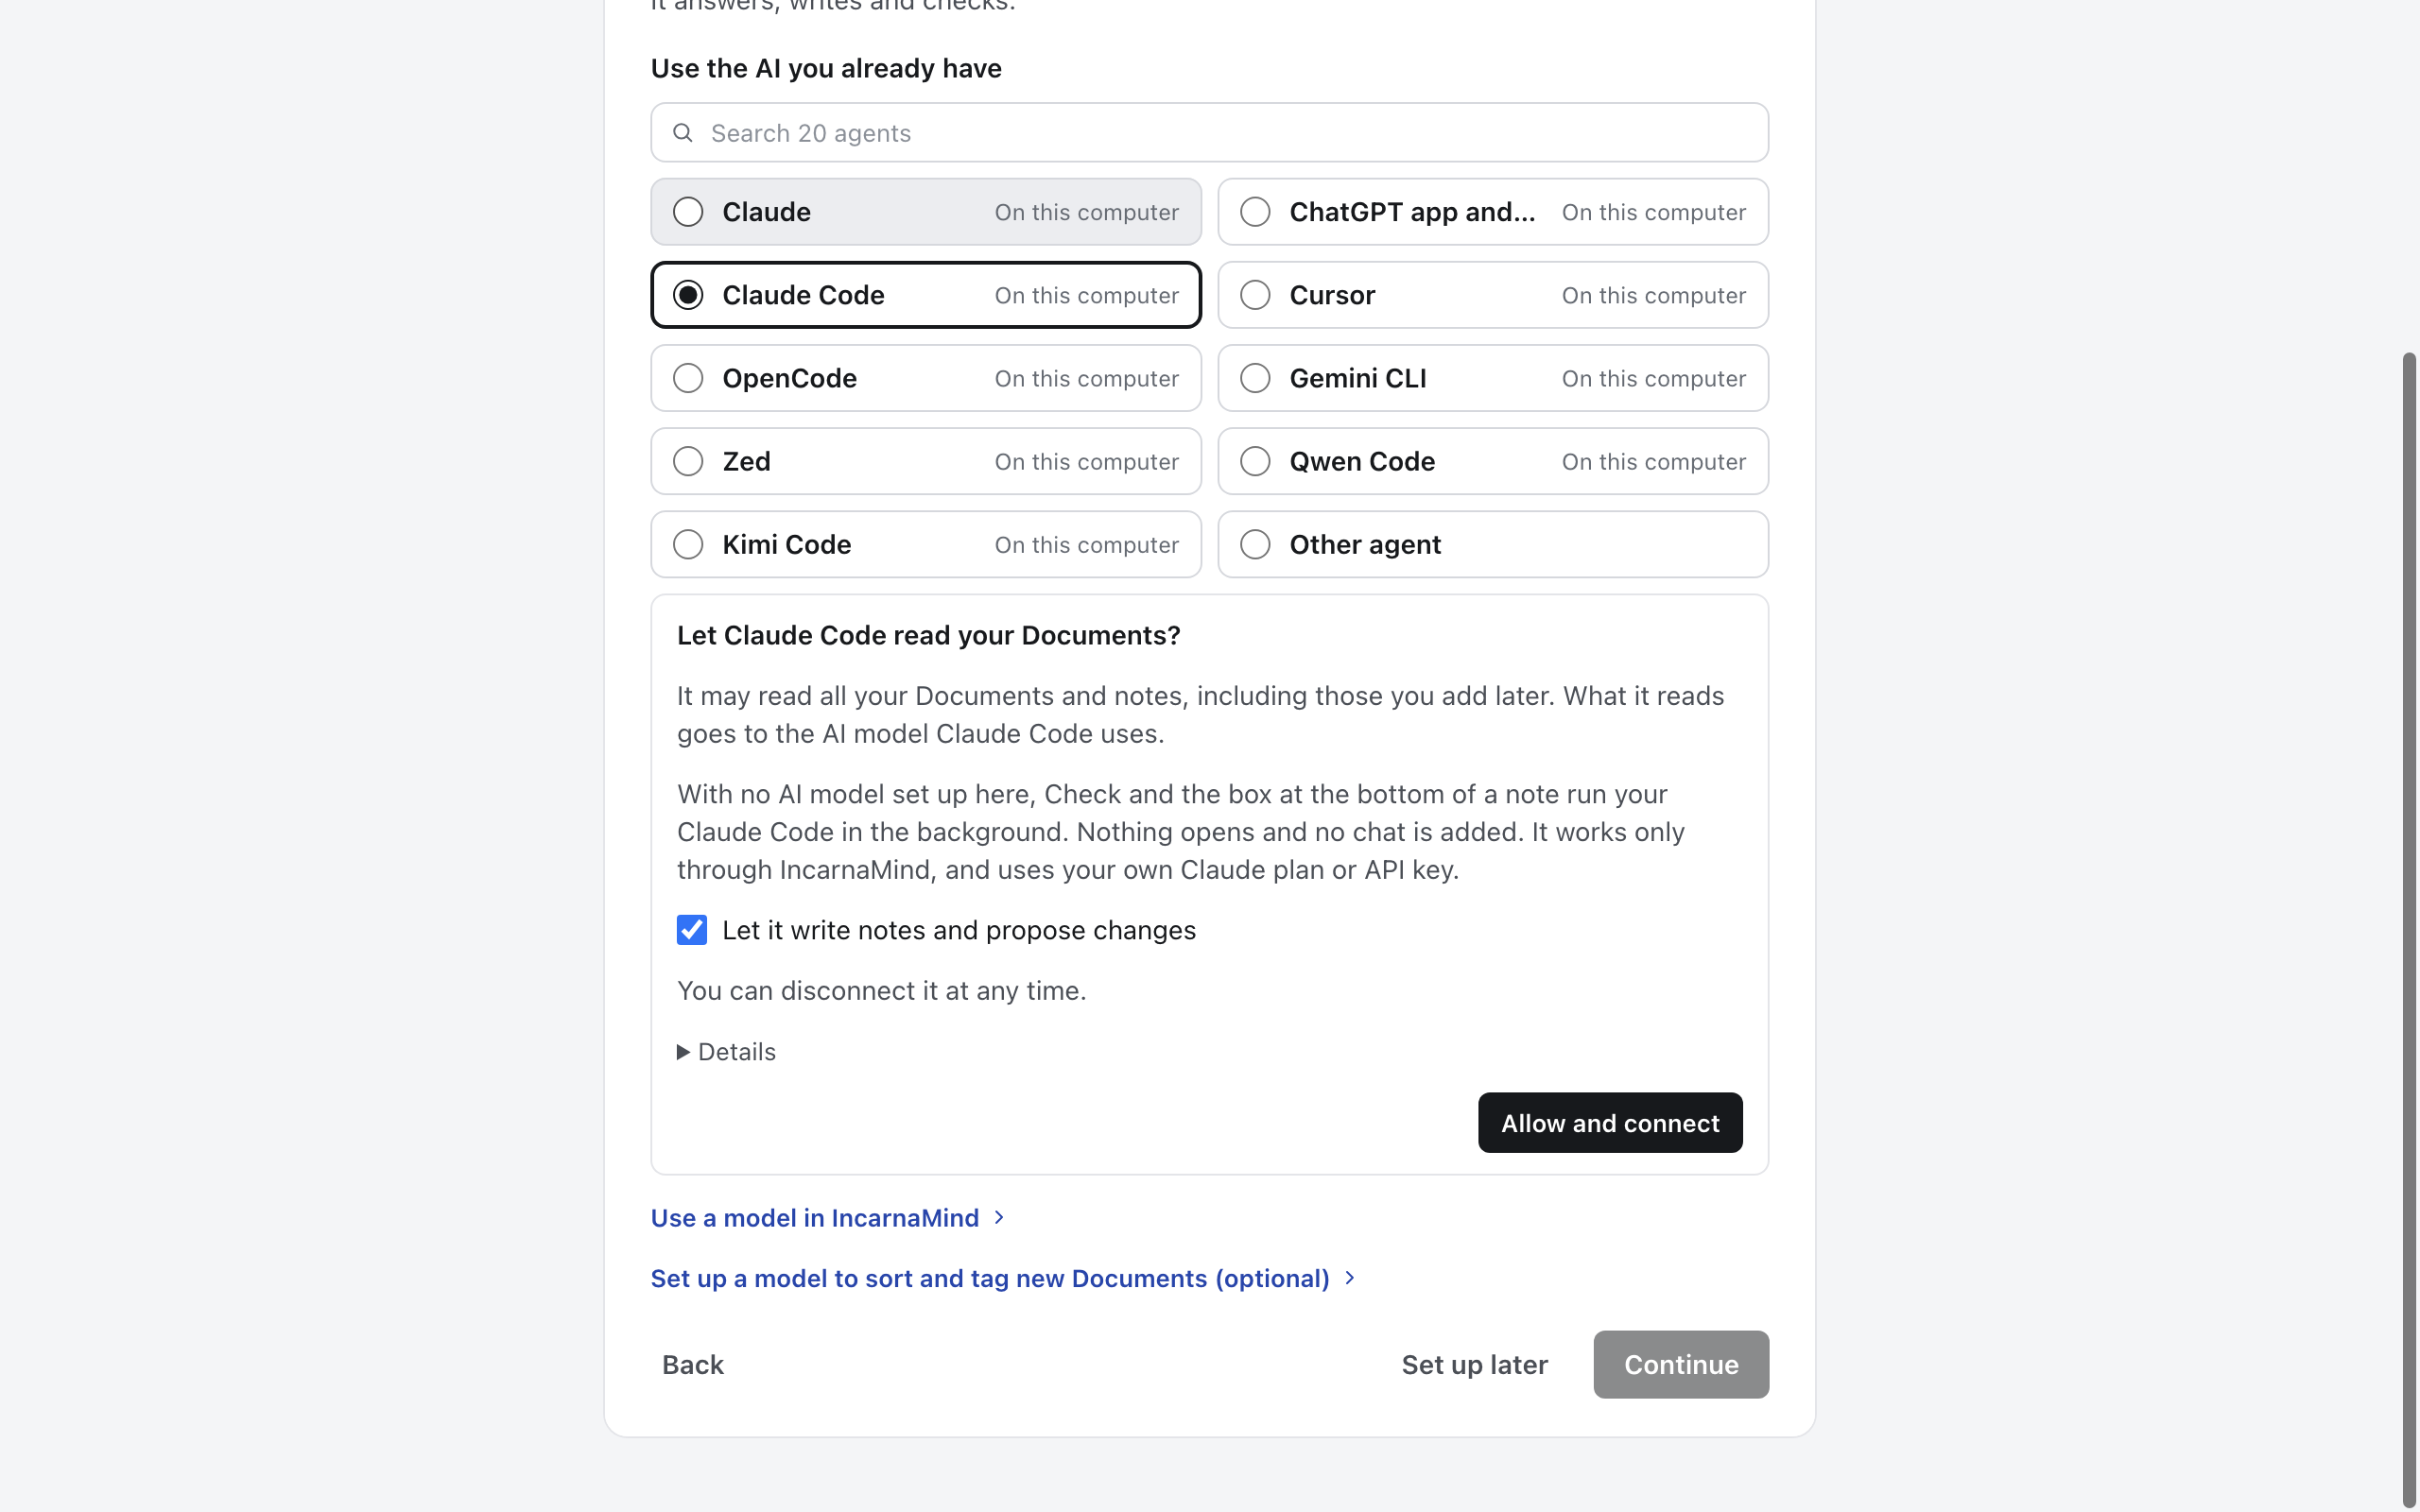 it answers, writes and checks.
Use the AI you already have
Search 20 agents
Claude On this computer
ChatGPT app and... On this computer
Claude Code On this computer
Cursor On this computer
OpenCode On this computer
Gemini CLI On this computer
Zed On this computer
Qwen Code On this computer
Kimi Code On this computer
Other agent
Let Claude Code read your Documents?
It may read all your Documents and notes, including those you add later. What it reads
goes to the AI model Claude Code uses.
With no AI model set up here, Check and the box at the bottom of a note run your
Claude Code in the background. Nothing opens and no chat is added. It works only
through IncarnaMind, and uses your own Claude plan or API key.
Let it write notes and propose changes
You can disconnect it at any time.
Details
Allow and connect
Use a model in IncarnaMind
Set up a model to sort and tag new Documents (optional)
Back
Set up later
Continue